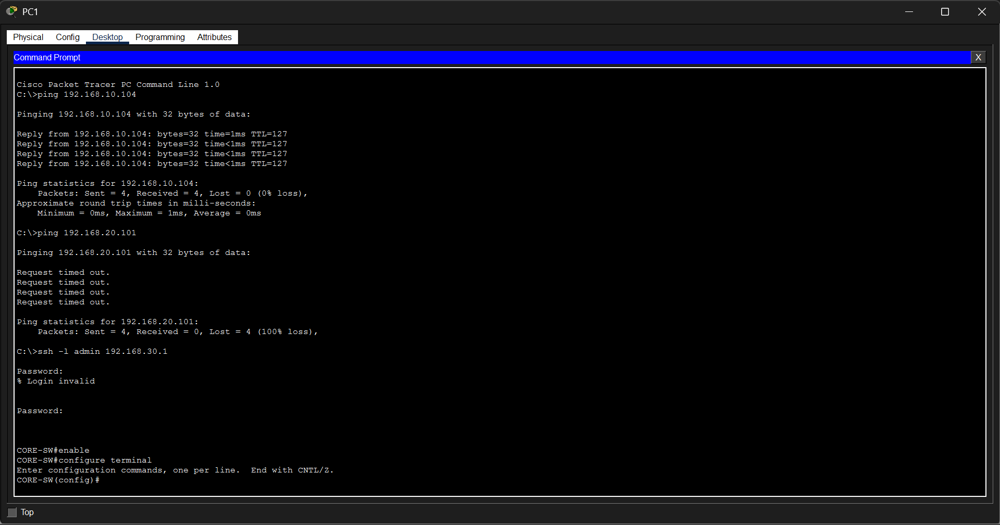 PC1
Physical Config Desktop Programming Attributes
Command Prompt
X
Cisco Packet Tracer PC Command Line 1.0
C:\>ping 192.168.10.104
Pinging 192.168.10.104 with 32 bytes of data:
Reply from 192.168.10.104: bytes=32 time=1ms TTL=127
Reply from 192.168.10.104: bytes=32 time<1ms TTL=127
Reply from 192.168.10.104: bytes=32 time<1ms TTL=127
Reply from 192.168.10.104: bytes=32 time<1ms TTL=127
Ping statistics for 192.168.10.104:
    Packets: Sent = 4, Received = 4, Lost = 0 (0% loss),
Approximate round trip times in milli-seconds:
    Minimum = 0ms, Maximum = 1ms, Average = 0ms
C:\>ping 192.168.20.101
Pinging 192.168.20.101 with 32 bytes of data:
Request timed out.
Request timed out.
Request timed out.
Request timed out.
Ping statistics for 192.168.20.101:
    Packets: Sent = 4, Received = 0, Lost = 4 (100% loss),
C:\>ssh -l admin 192.168.30.1
Password:
% Login invalid
Password:
CORE-SW#enable
CORE-SW#configure terminal
Enter configuration commands, one per line.  End with CNTL/Z.
CORE-SW(config)#
Top